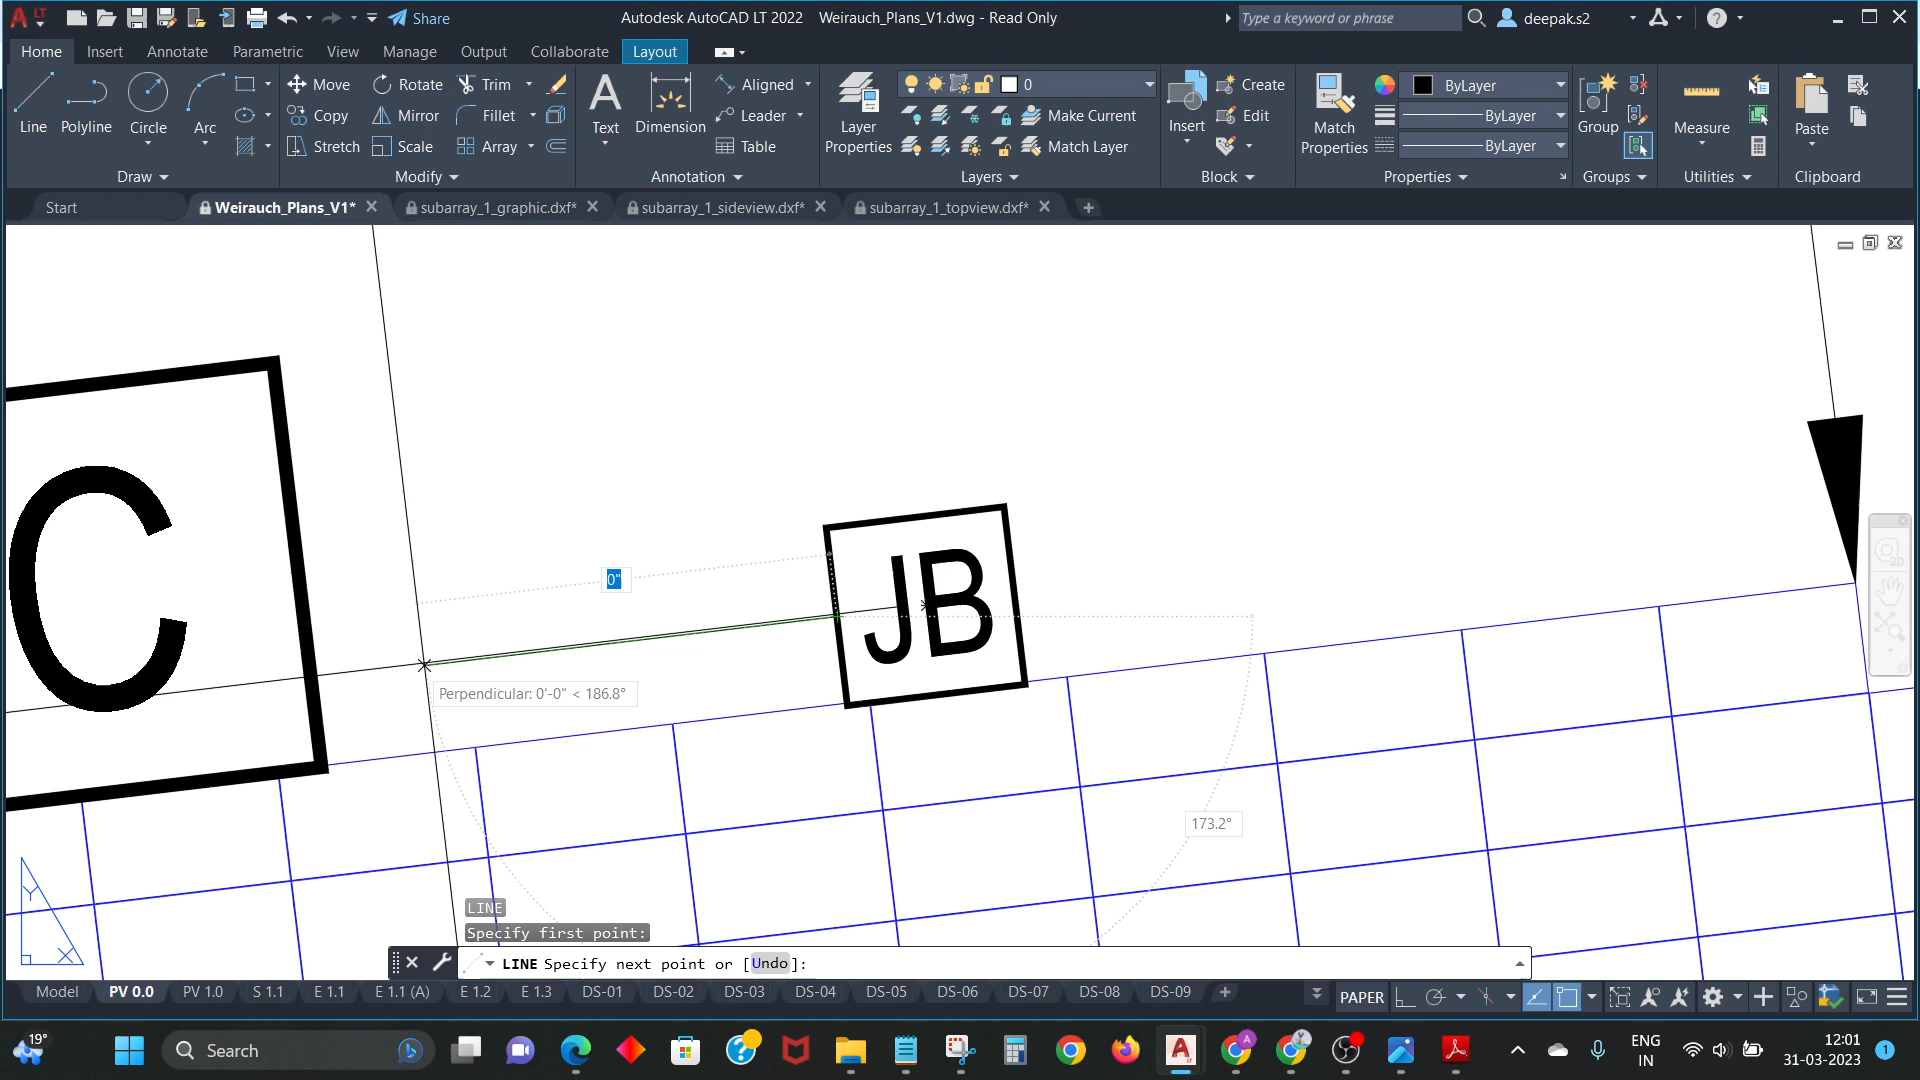 LT
Share
Autodesk AutoCAD LT 2022 Weirauch_Plans_V1.dwg - Read Only
Type a keyword or phrase
deepak.s2
Home Insert Annotate Parametric View Manage Output Collaborate Layout
Line Polyline Circle Arc
Move Rotate Trim
Copy Mirror Fillet
Stretch Scale Array
Text Dimension
Aligned
Leader
Table
Layer Properties
0
Make Current
Match Layer
Insert
Create
Edit
Match Properties
ByLayer
ByLayer
ByLayer
Group
Measure
Paste
Draw Modify Annotation Layers Block Properties Groups Utilities Clipboard
Start Weirauch_Plans_V1* subarray_1_graphic.dxf* subarray_1_sideview.dxf* subarray_1_topview.dxf*
C
JB
0"
Perpendicular: 0'-0" < 186.8°
173.2°
2D
Y
X
LINE
Specify first point:
LINE Specify next point or [Undo]:
Model PV 0.0 PV 1.0 S 1.1 E 1.1 E 1.1 (A) E 1.2 E 1.3 DS-01 DS-02 DS-03 DS-04 DS-05 DS-06 DS-07 DS-08 DS-09
PAPER
19°
Search
A
ENG
IN
12:01
31-03-2023
1